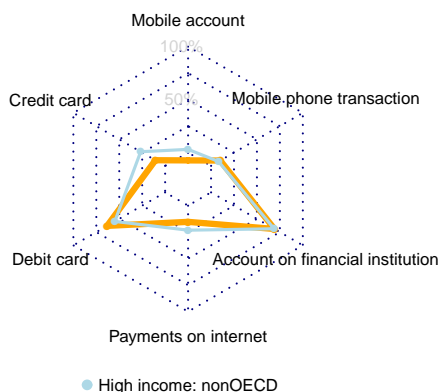 Mobile account
100%
Credit card
50%
Mobile phone transaction
Debit card
Account on financial institution
Payments on internet
High income: nonOECD